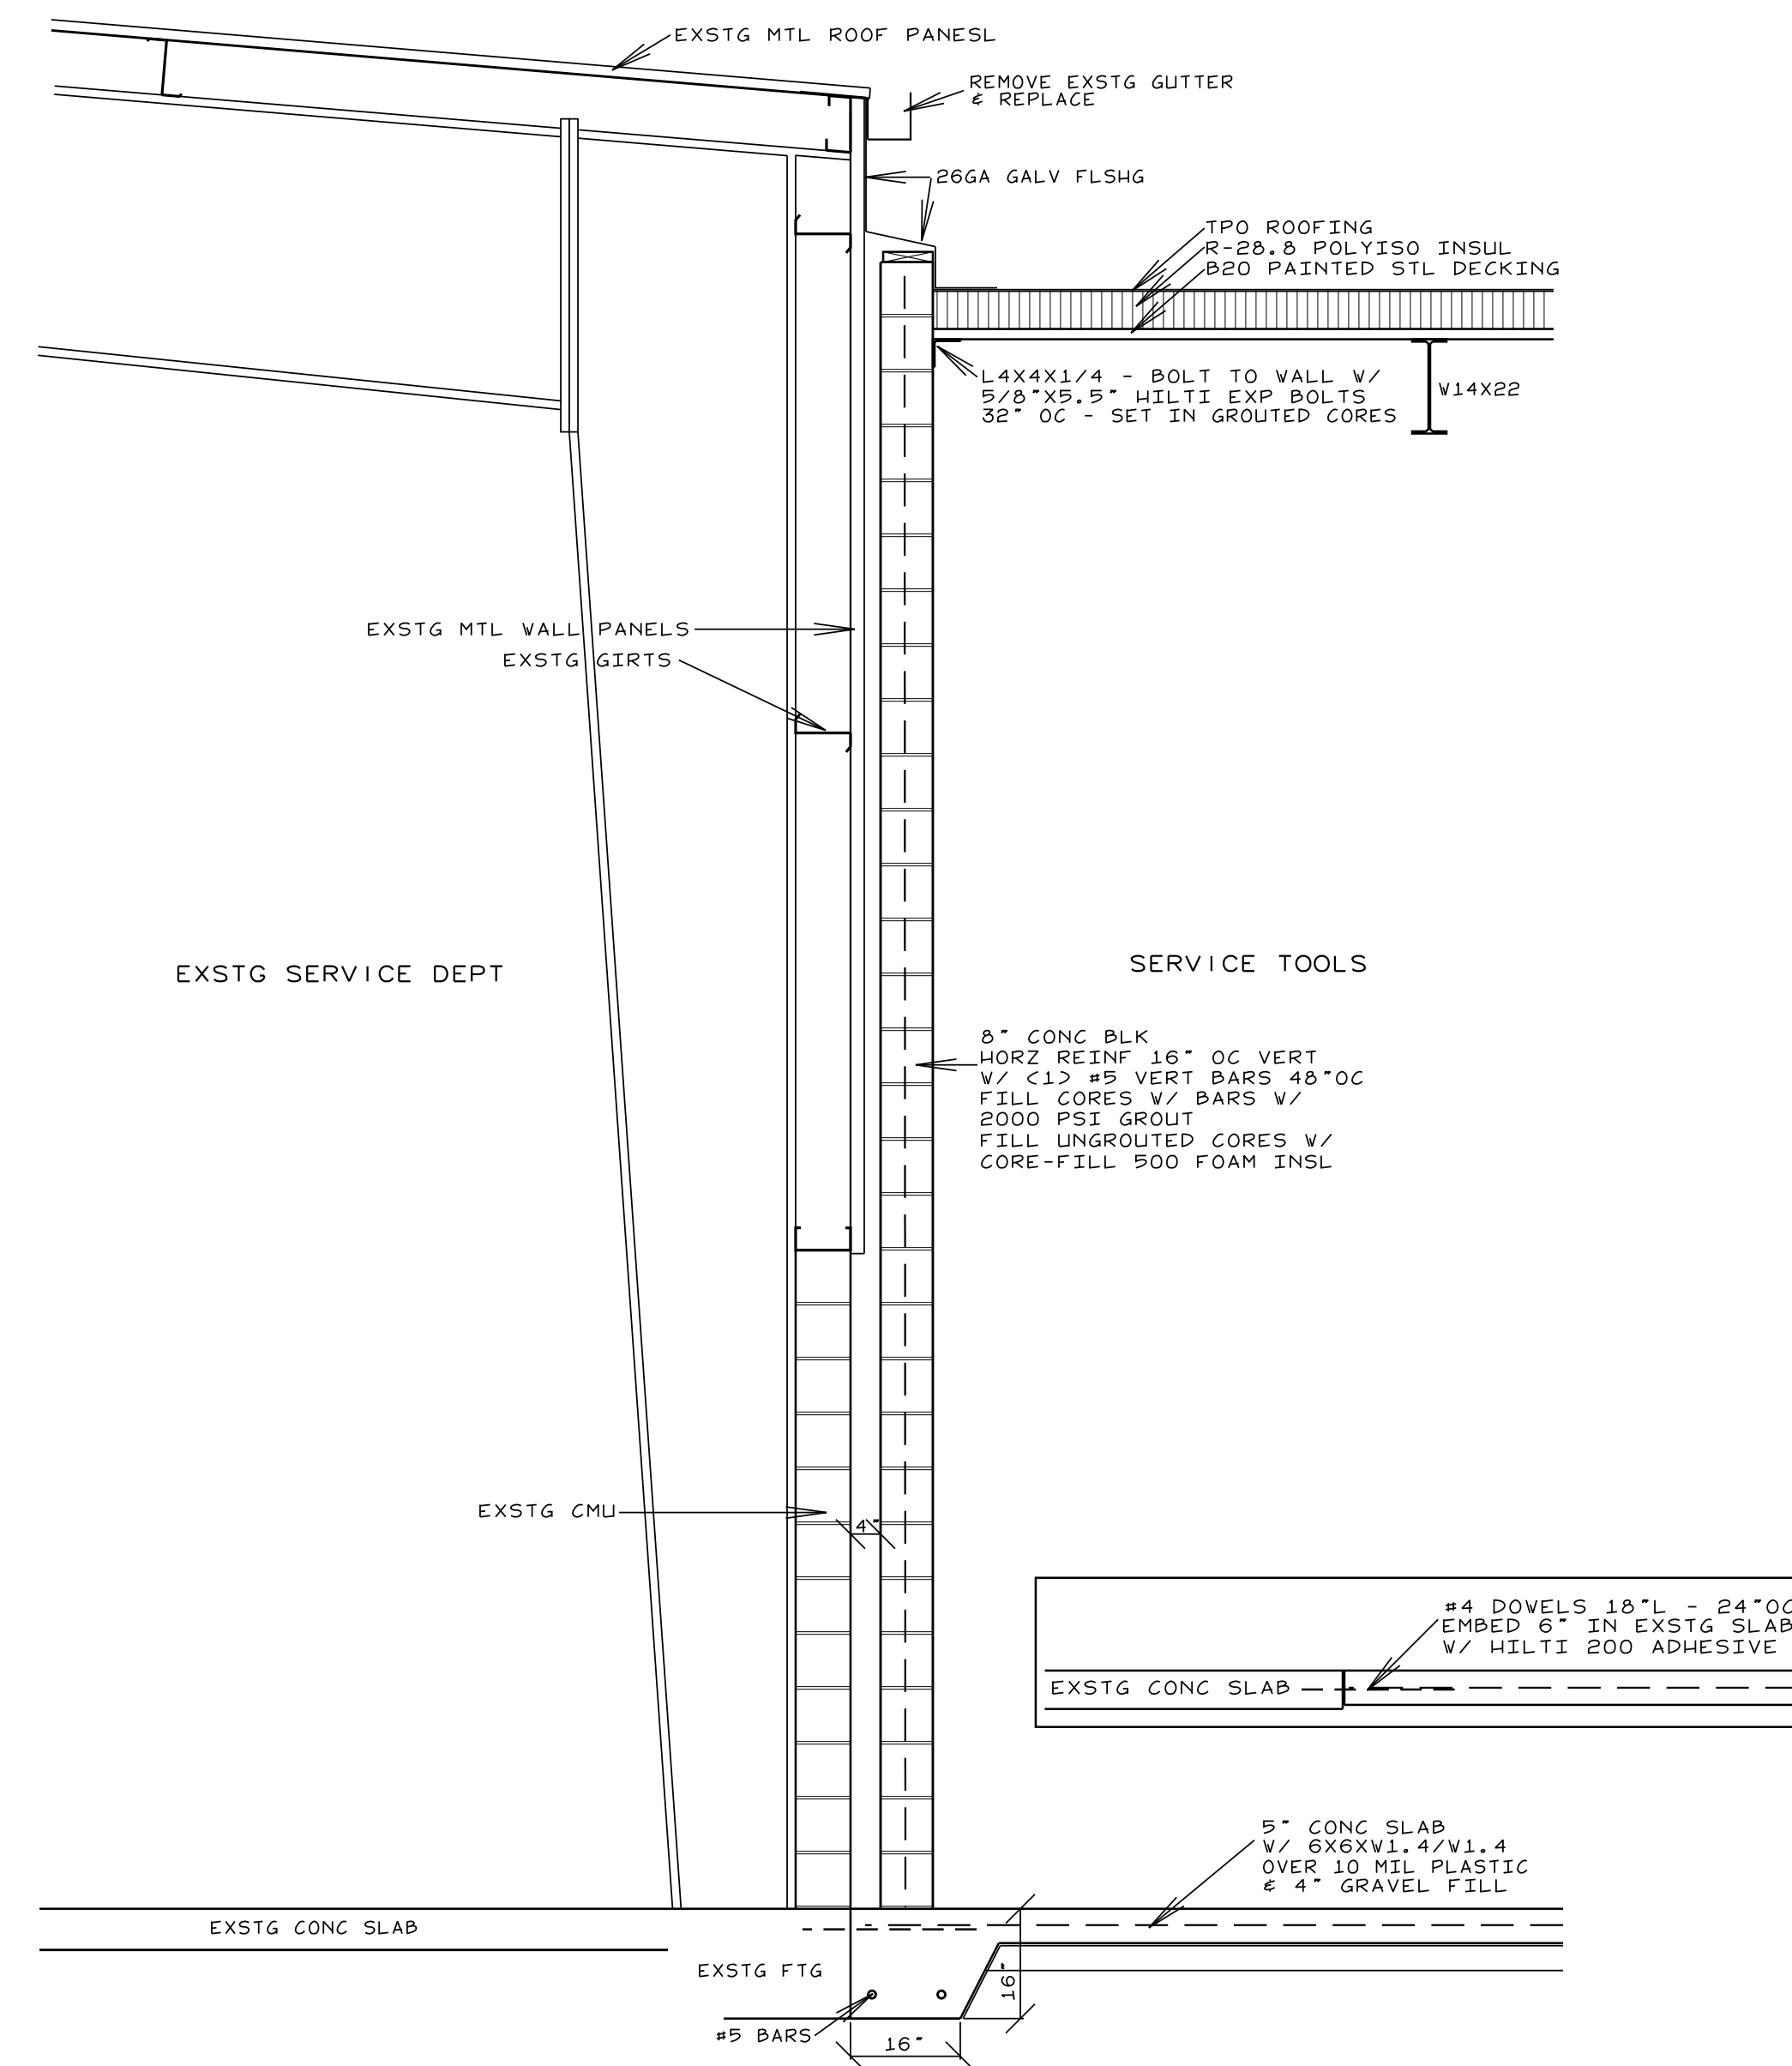 EXSTG MTL ROOF PANESL
REMOVE EXSTG GUTTER
& REPLACE
26GA GALV FLSHG
TPO ROOFING
R-28.8 POLYISO INSUL
B20 PAINTED STL DECKING
L4X4X1/4 - BOLT TO WALL W/
5/8"X5.5" HILTI EXP BOLTS
32" OC - SET IN GROUTED CORES
W14X22
EXSTG MTL WALL PANELS
EXSTG GIRTS
EXSTG SERVICE DEPT
SERVICE TOOLS
8" CONC BLK
HORZ REINF 16" OC VERT
W/ (1) #5 VERT BARS 48"OC
FILL CORES W/ BARS W/
2000 PSI GROUT
FILL UNGROUTED CORES W/
CORE-FILL 500 FOAM INSL
EXSTG CMU
4"
#4 DOWELS 18"L - 24"OC
EMBED 6" IN EXSTG SLAB
W/ HILTI 200 ADHESIVE
EXSTG CONC SLAB
5" CONC SLAB
W/ 6X6XW1.4/W1.4
OVER 10 MIL PLASTIC
& 4" GRAVEL FILL
EXSTG CONC SLAB
EXSTG FTG
16"
#5 BARS
16"